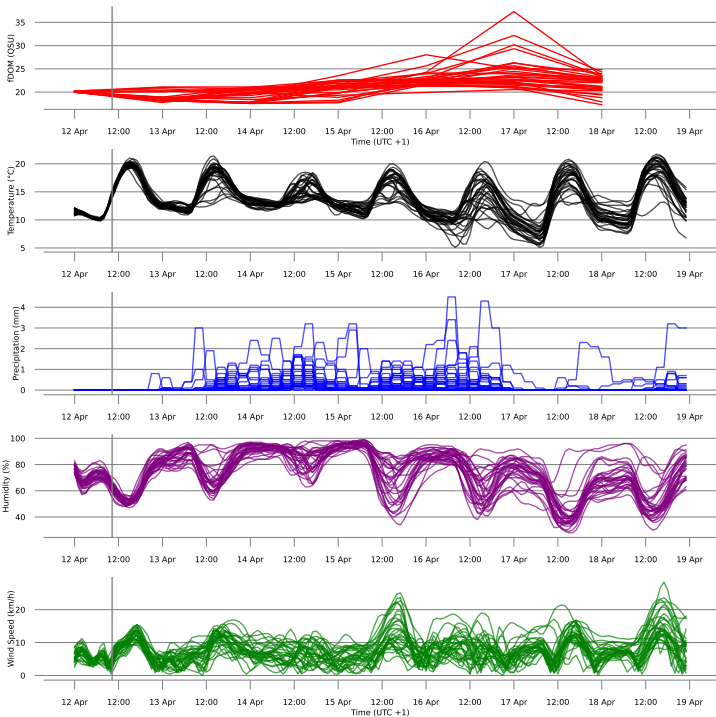 35
30
25
20
fDOM (QSU)
12 Apr 12:00 13 Apr 12:00 14 Apr 12:00 15 Apr 12:00 16 Apr 12:00 17 Apr 12:00 18 Apr 12:00 19 Apr
Time (UTC +1)
20
15
10
5
Temperature (°C)
12 Apr 12:00 13 Apr 12:00 14 Apr 12:00 15 Apr 12:00 16 Apr 12:00 17 Apr 12:00 18 Apr 12:00 19 Apr
4
3
2
1
0
Precipitation (mm)
12 Apr 12:00 13 Apr 12:00 14 Apr 12:00 15 Apr 12:00 16 Apr 12:00 17 Apr 12:00 18 Apr 12:00 19 Apr
100
80
60
40
Humidity (%)
12 Apr 12:00 13 Apr 12:00 14 Apr 12:00 15 Apr 12:00 16 Apr 12:00 17 Apr 12:00 18 Apr 12:00 19 Apr
20
10
0
Wind Speed (km/h)
12 Apr 12:00 13 Apr 12:00 14 Apr 12:00 15 Apr 12:00 16 Apr 12:00 17 Apr 12:00 18 Apr 12:00 19 Apr
Time (UTC +1)